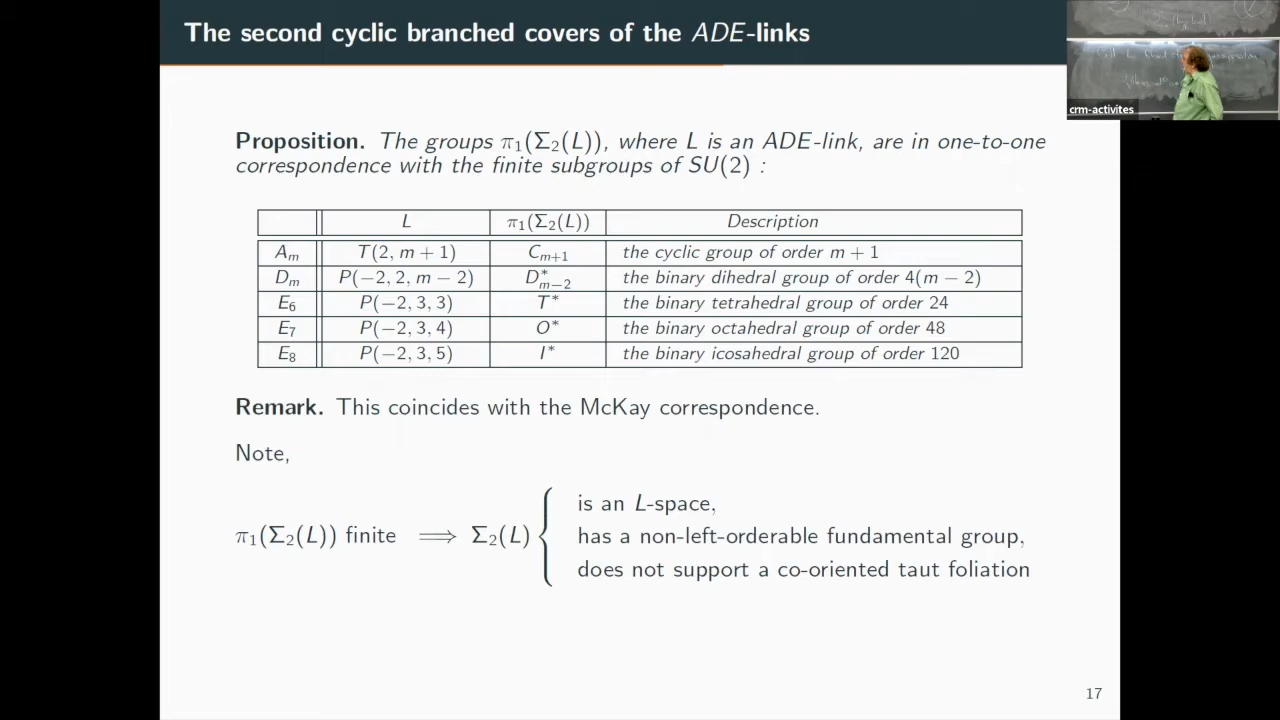 The second cyclic branched covers of the ADE-links
crm-activites
Proposition. The groups π₁(Σ₂(L)), where L is an ADE-link, are in one-to-one
correspondence with the finite subgroups of SU(2) :
L π₁(Σ₂(L)) Description
Aₘ T(2, m + 1) Cₘ₊₁ the cyclic group of order m + 1
Dₘ P(−2, 2, m − 2) D*ₘ₋₂ the binary dihedral group of order 4(m − 2)
E₆ P(−2, 3, 3) T* the binary tetrahedral group of order 24
E₇ P(−2, 3, 4) O* the binary octahedral group of order 48
E₈ P(−2, 3, 5) I* the binary icosahedral group of order 120
Remark. This coincides with the McKay correspondence.
Note,
is an L-space,
π₁(Σ₂(L)) finite ⟹ Σ₂(L) { has a non-left-orderable fundamental group,
does not support a co-oriented taut foliation
17